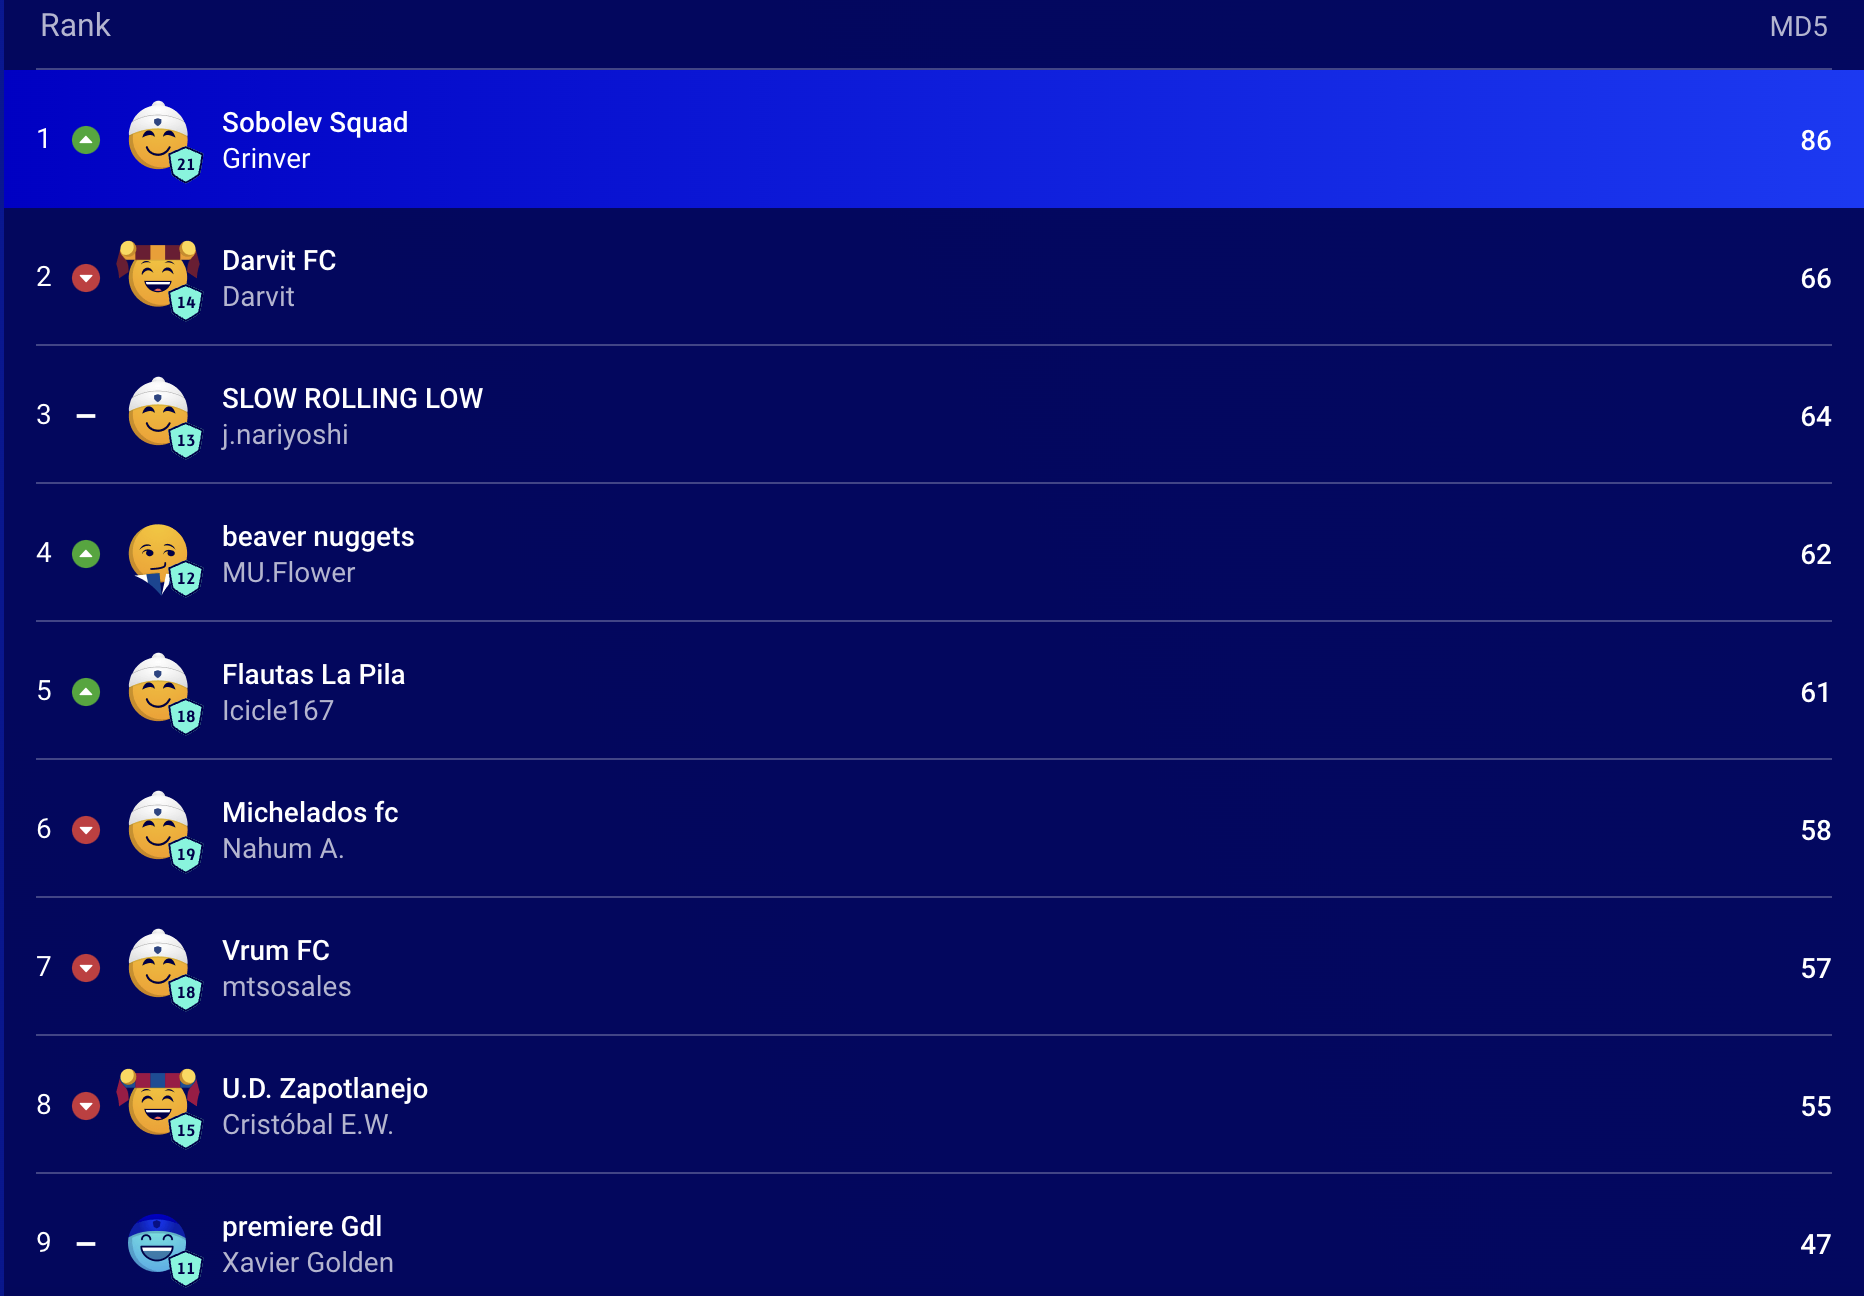 Rank MD5
1 21 Sobolev Squad 86
Grinver
2 14 Darvit FC 66
Darvit
3 13 SLOW ROLLING LOW 64
j.nariyoshi
4 12 beaver nuggets 62
MU.Flower
5 18 Flautas La Pila 61
Icicle167
6 19 Michelados fc 58
Nahum A.
7 18 Vrum FC 57
mtsosales
8 15 U.D. Zapotlanejo 55
Cristóbal E.W.
9 11 premiere Gdl 47
Xavier Golden